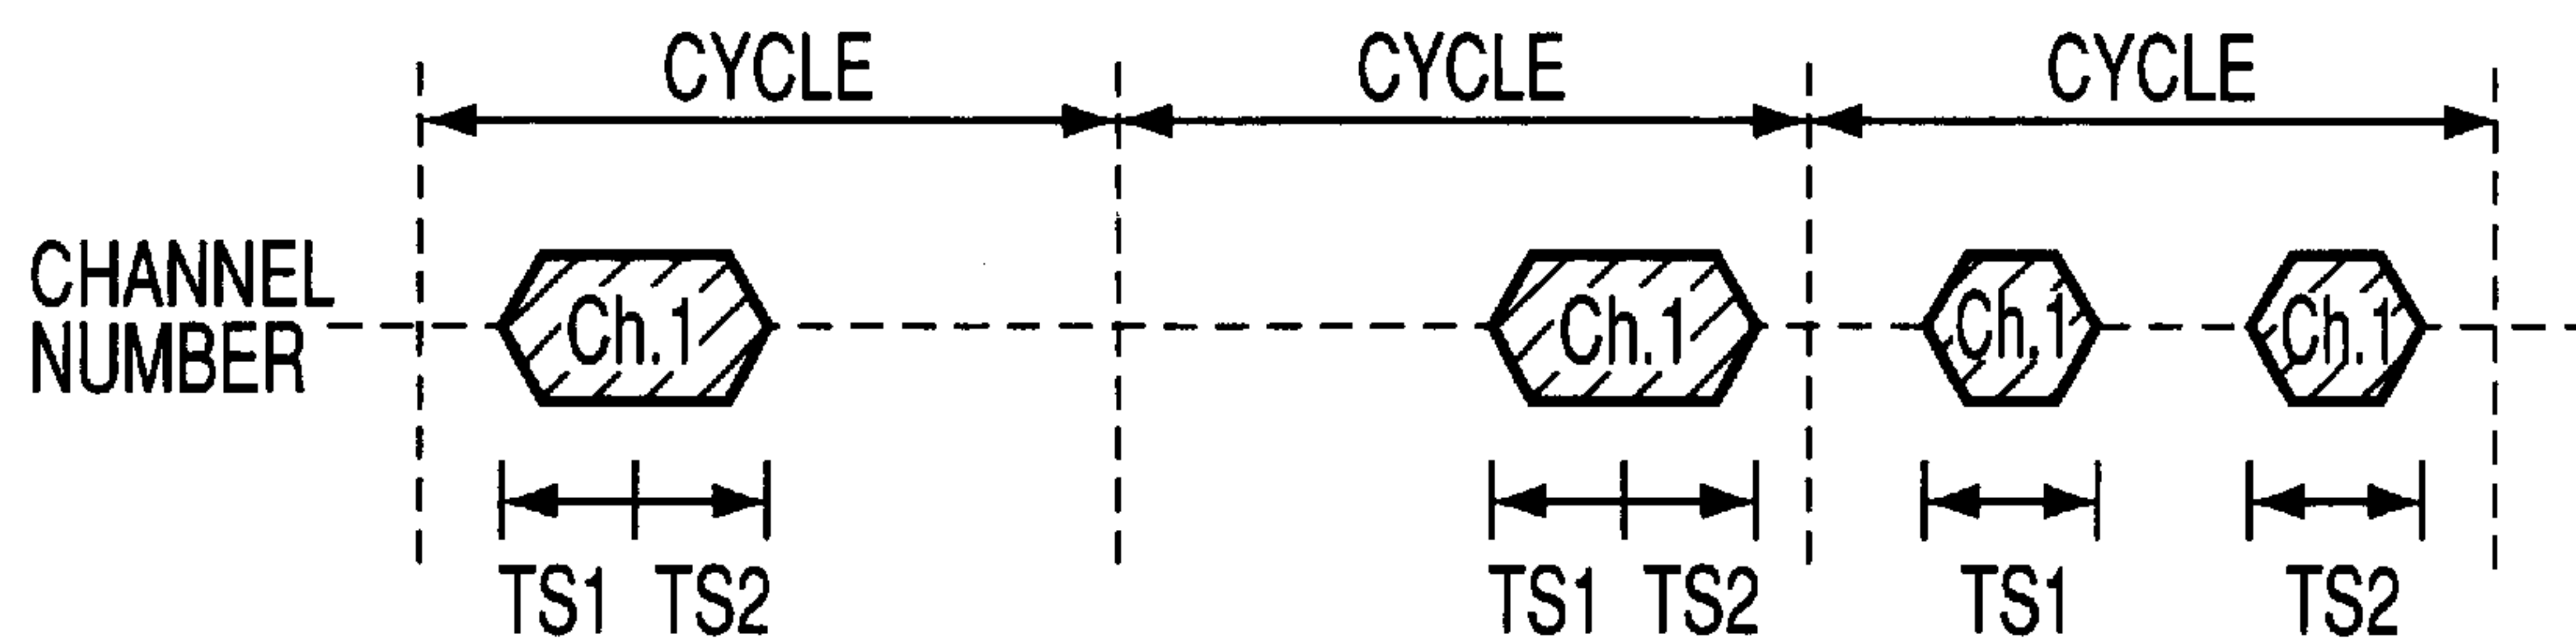 CYCLE CYCLE CYCLE
CHANNEL
NUMBER
Ch.1 Ch.1 Ch.1 Ch.1
TS1 TS2 TS1 TS2 TS1 TS2